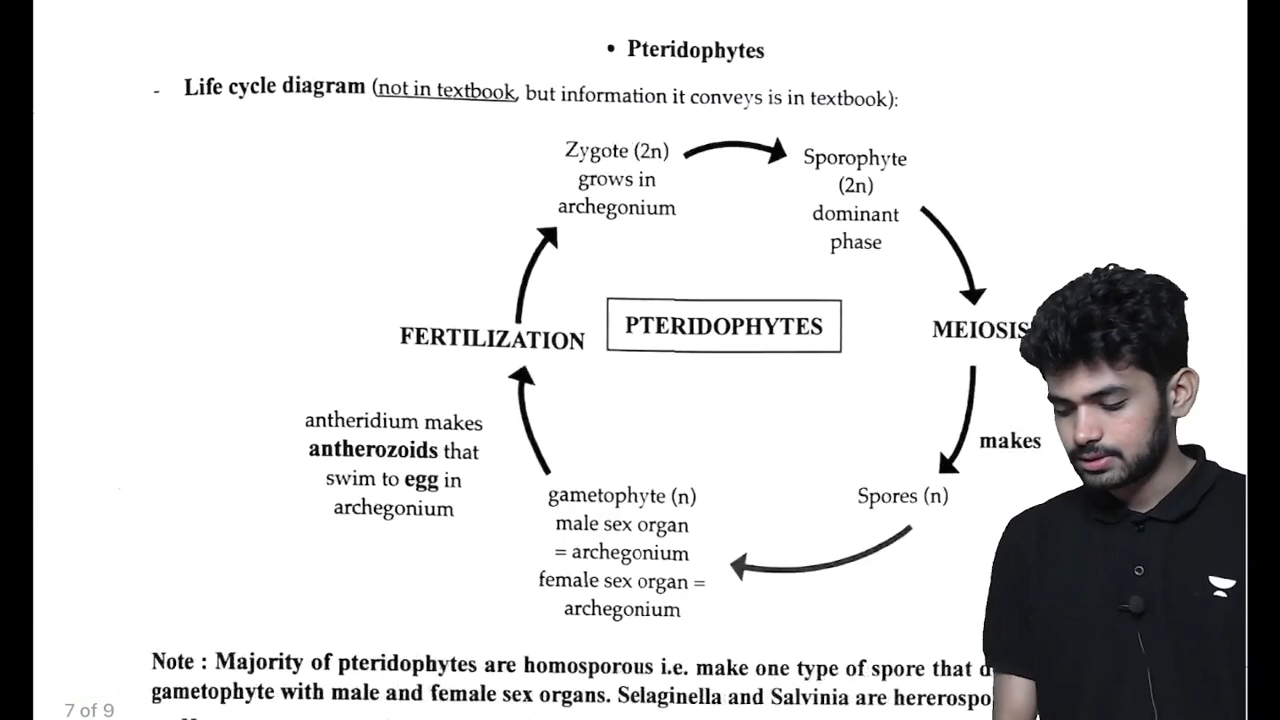 • Pteridophytes
- Life cycle diagram (not in textbook, but information it conveys is in textbook):
Zygote (2n)
grows in
archegonium
Sporophyte
(2n)
dominant
phase
FERTILIZATION
PTERIDOPHYTES
MEIOSIS
antheridium makes
antherozoids that
swim to egg in
archegonium
makes
gametophyte (n)
male sex organ
= archegonium
female sex organ =
archegonium
Spores (n)
Note : Majority of pteridophytes are homosporous i.e. make one type of spore that
gametophyte with male and female sex organs. Selaginella and Salvinia are
7 of 9